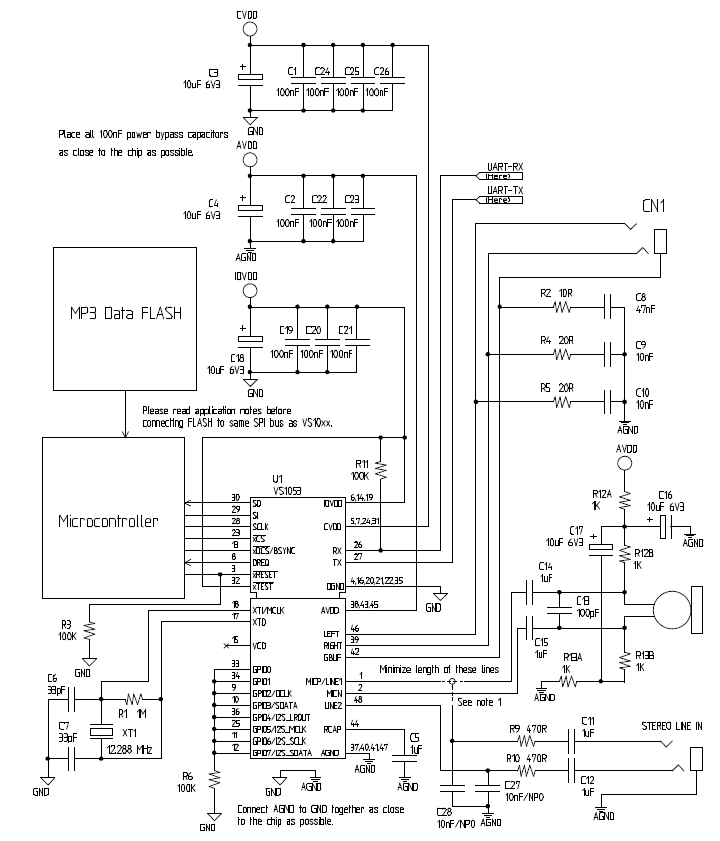 CVDD
C3
10uF 6V3
C1 C24 C25 C26
100nF 100nF 100nF 100nF
GND
Place all 100nF power bypass capacitors
as close to the chip as possible.
AVDD
C4
10uF 6V3
C2 C22 C23
100nF 100nF 100nF
AGND
UART-RX
(Here)
UART-TX
(Here)
CN1
IOVDD
C18
10uF 6V3
C19 C20 C21
100nF 100nF 100nF
GND
R2 10R
C8
47nF
R4 20R
C9
10nF
R5 20R
C10
10nF
AGND
MP3 Data FLASH
Please read application notes before
connecting FLASH to same SPI bus as VS10xx.
Microcontroller
R11
100K
U1
VS1053
30 SO
29 SI
28 SCLK
23 xCS
13 xDCS/BSYNC
8 DREQ
3 xRESET
32 xTEST
IOVDD 6,14,19
CVDD 5,7,24,31
RX 26
TX 27
DGND 4,16,20,21,22,35
GND
18 XTI/MCLK
17 XTO
15 VCO
33 GPIO0
34 GPIO1
9 GPIO2/DCLK
10 GPIO3/SDATA
36 GPIO4/I2S_LROUT
25 GPIO5/I2S_MCLK
11 GPIO6/I2S_SCLK
12 GPIO7/I2S_SDATA
AVDD 38,43,45
LEFT 46
RIGHT 39
GBUF 42
MICP/LINE1 1
MICN 2
LINE2 48
RCAP 44
AGND 37,40,41,47
AGND
C5
1uF
AGND
AVDD
R12A
1K
C16
10uF 6V3
AGND
C17
10uF 6V3
R12B
1K
C14
1uF
C13
100pF
C15
1uF
R13A
1K
R13B
1K
AGND
Minimize length of these lines
See note 1
R3
100K
GND
C6
33pF
R1 1M
XT1
12.288 MHz
C7
33pF
GND
R6
100K
GND
GND
AGND
Connect AGND to GND together as close
to the chip as possible.
R9 470R
C11
1uF
STEREO LINE IN
R10 470R
C12
1uF
AGND
C28
10nF/NPO
C27
10nF/NPO
AGND